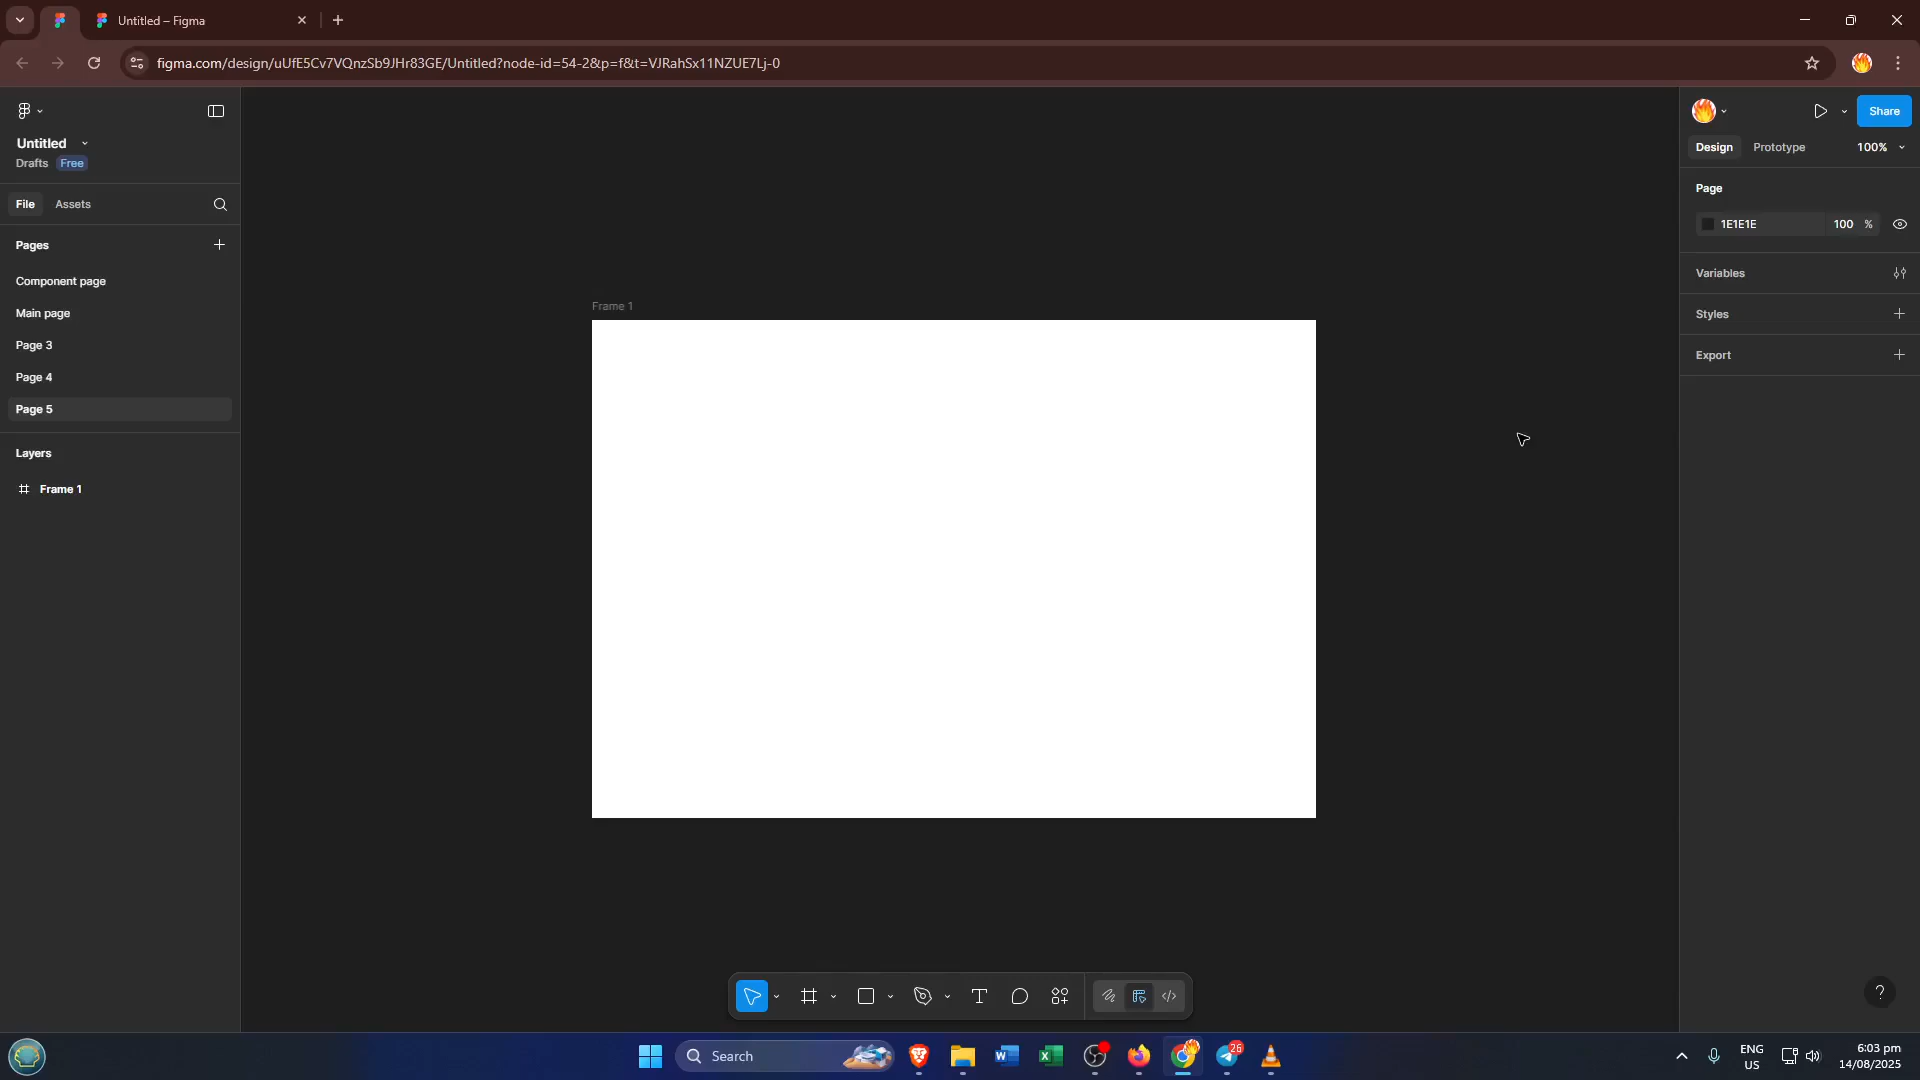 Untitled – Figma
figma.com/design/uUfE5Cv7VQnzSb9JHr83GE/Untitled?node-id=54-2&p=f&t=VJRahSx11NZUE7Lj-0
Untitled
Drafts Free
File Assets
Pages
Component page
Main page
Page 3
Page 4
Page 5
Layers
Frame 1
Frame 1
Share
Design Prototype 100%
Page
1E1E1E 100 %
Variables
Styles
Export
?
Search
26
ENG
US
6:03 pm
14/08/2025